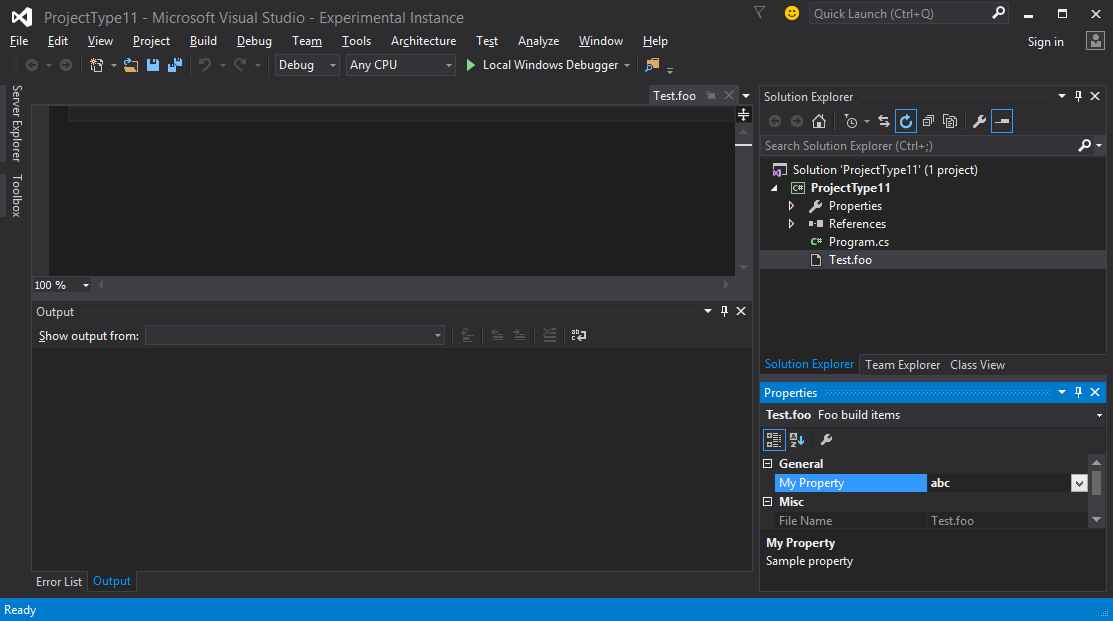 ProjectType11 - Microsoft Visual Studio - Experimental Instance
Quick Launch (Ctrl+Q)
File Edit View Project Build Debug Team Tools Architecture Test Analyze Window Help
Sign in
Debug Any CPU Local Windows Debugger
Server Explorer
Toolbox
Test.foo
100 %
Output
Show output from:
Error List Output
Solution Explorer
Search Solution Explorer (Ctrl+;)
Solution 'ProjectType11' (1 project)
C# ProjectType11
Properties
References
C# Program.cs
Test.foo
Solution Explorer Team Explorer Class View
Properties
Test.foo Foo build items
General
My Property abc
Misc
File Name Test.foo
My Property
Sample property
Ready